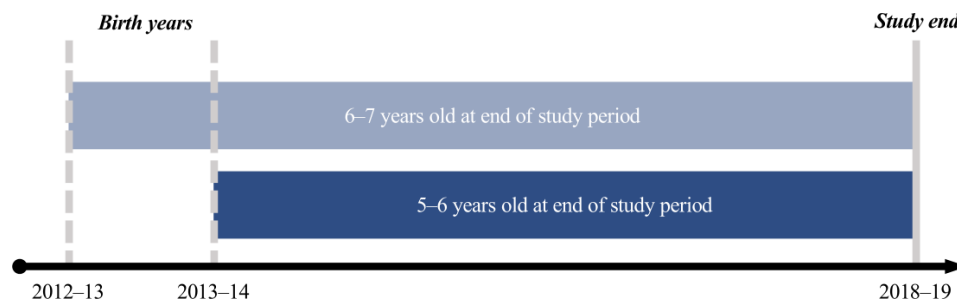 Birth years
Study end
6–7 years old at end of study period
5–6 years old at end of study period
2012–13
2013–14
2018–19